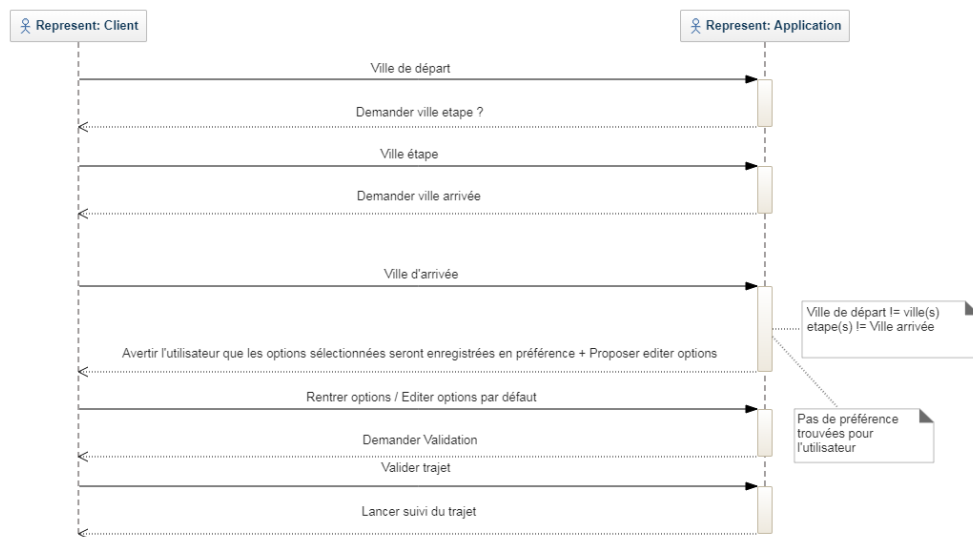 Represent: Client
Represent: Application
Ville de départ
Demander ville etape ?
Ville étape
Demander ville arrivée
Ville d'arrivée
Ville de départ != ville(s)
etape(s) != Ville arrivée
Avertir l'utilisateur que les options sélectionnées seront enregistrées en préférence + Proposer editer options
Rentrer options / Editer options par défaut
Pas de préférence
trouvées pour
l'utilisateur
Demander Validation
Valider trajet
Lancer suivi du trajet